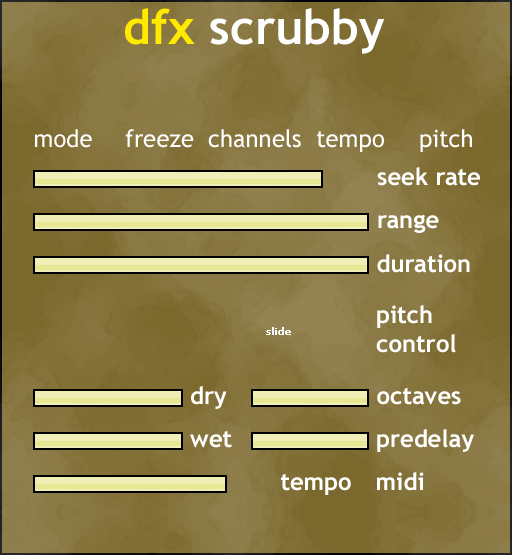 dfx scrubby
mode freeze channels tempo pitch
seek rate
range
duration
slide
pitch
control
dry octaves
wet predelay
tempo midi